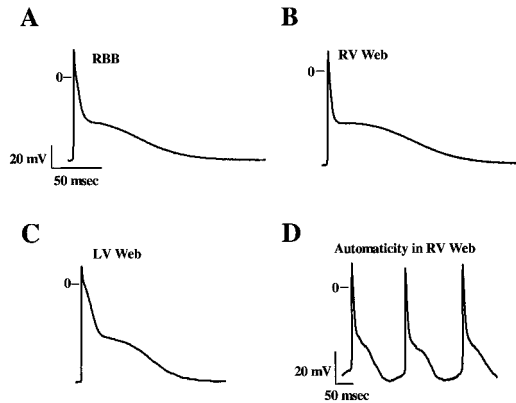 A
B
RBB
RV Web
0
0
20 mV
50 msec
C
D
LV Web
Automaticity in RV Web
0
0
20 mV
50 msec